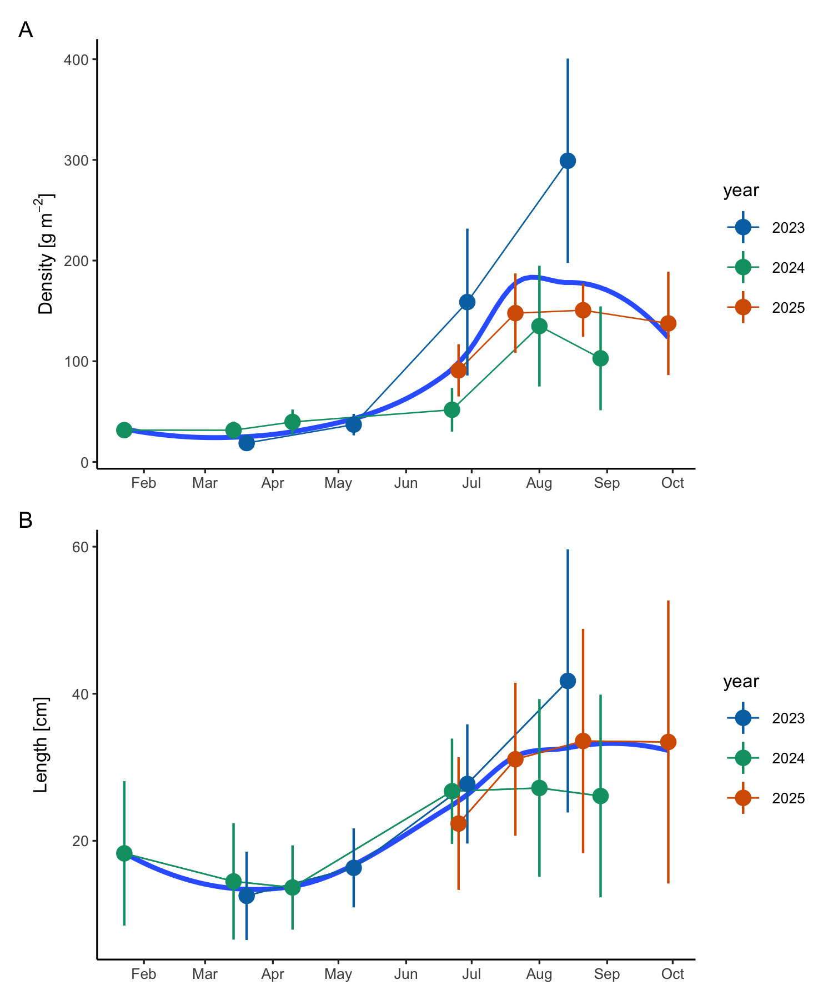 A
400
300
200
100
0
Density [g m⁻²]
Feb Mar Apr May Jun Jul Aug Sep Oct
year
2023
2024
2025
B
60
40
20
Length [cm]
Feb Mar Apr May Jun Jul Aug Sep Oct
year
2023
2024
2025